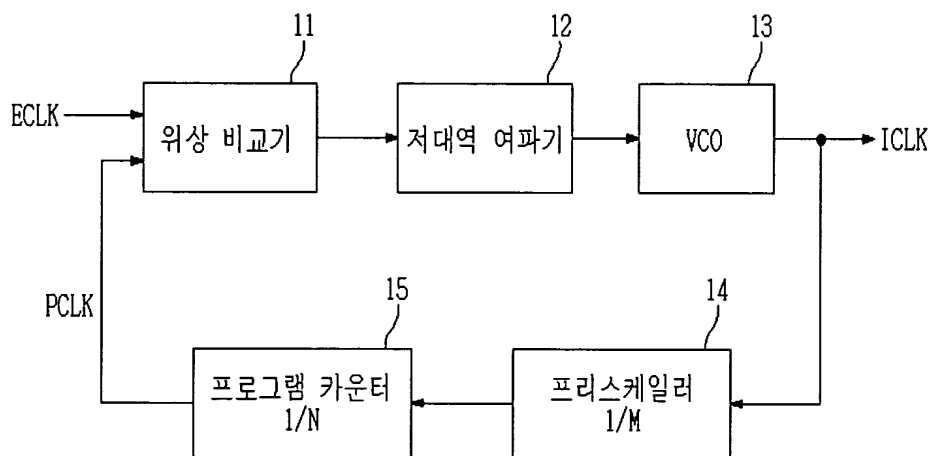 11
12
13
ECLK
위상 비교기
저대역 여파기
VCO
ICLK
PCLK
15
14
프로그램 카운터
1/N
프리스케일러
1/M